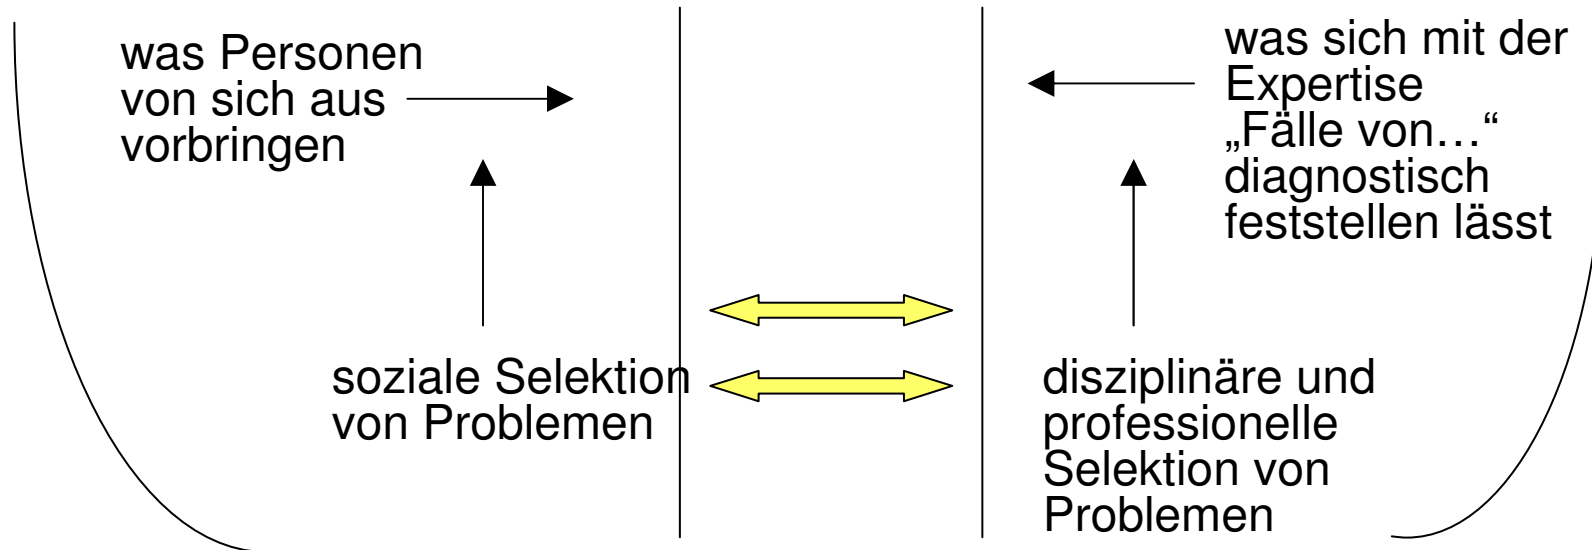 was Personen
von sich aus
vorbringen
soziale Selektion
von Problemen
was sich mit der
Expertise
„Fälle von…“
diagnostisch
feststellen lässt
disziplinäre und
professionelle
Selektion von
Problemen